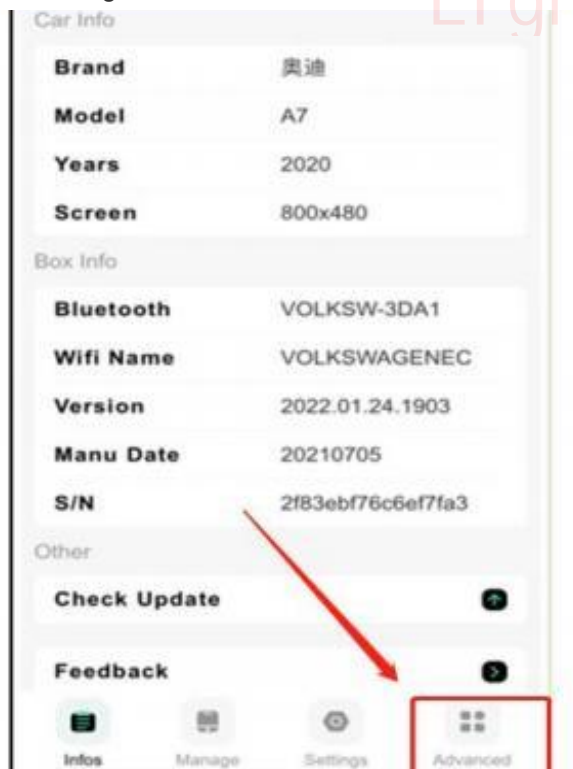 Car Info
Brand 奥迪
Model A7
Years 2020
Screen 800x480
Box Info
Bluetooth VOLKSW-3DA1
Wifi Name VOLKSWAGENEC
Version 2022.01.24.1903
Manu Date 20210705
S/N 2f83ebf76c6ef7fa3
Other
Check Update
Feedback
Infos Manage Settings Advanced